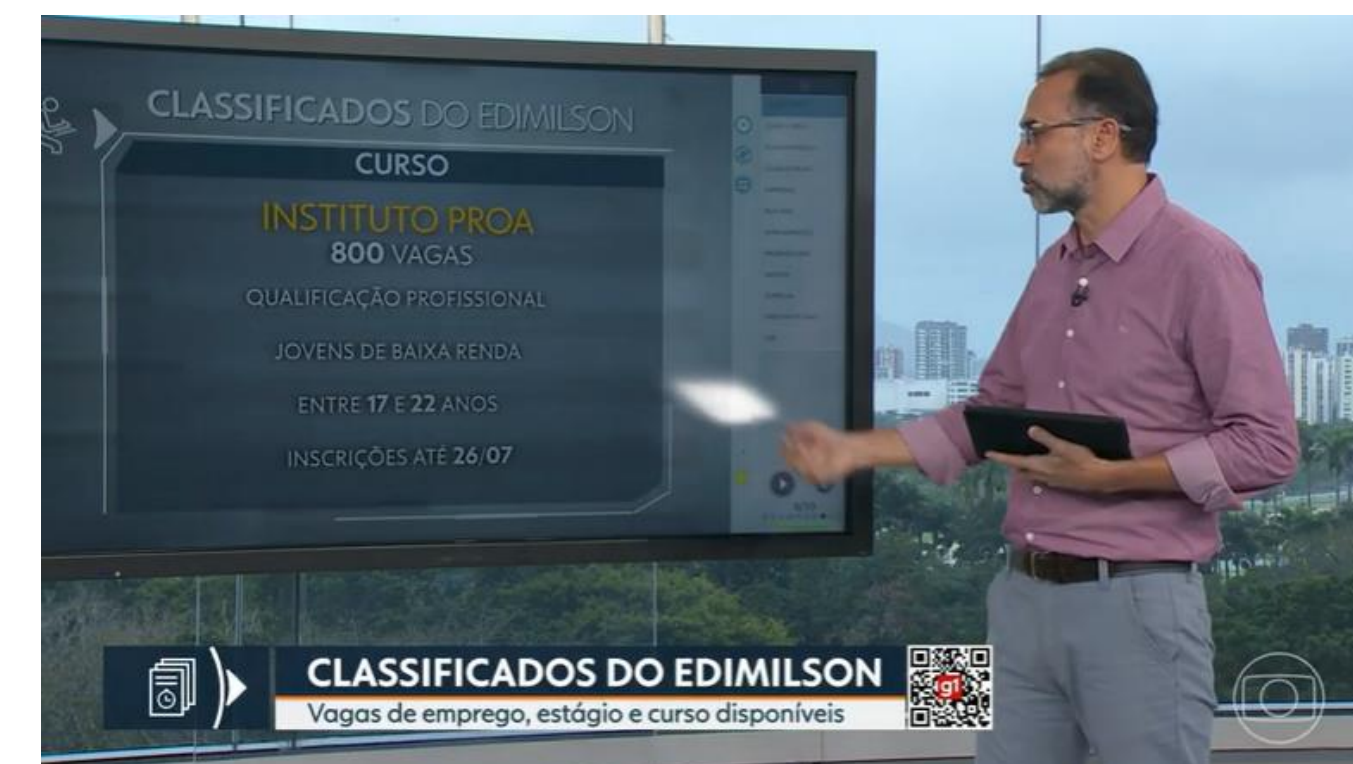 CLASSIFICADOS DO EDIMILSON
CURSO
INSTITUTO PROA
800 VAGAS
QUALIFICAÇÃO PROFISSIONAL
JOVENS DE BAIXA RENDA
ENTRE 17 E 22 ANOS
INSCRIÇÕES ATÉ 26/07
CLASSIFICADOS DO EDIMILSON
g1
Vagas de emprego, estágio e curso disponíveis